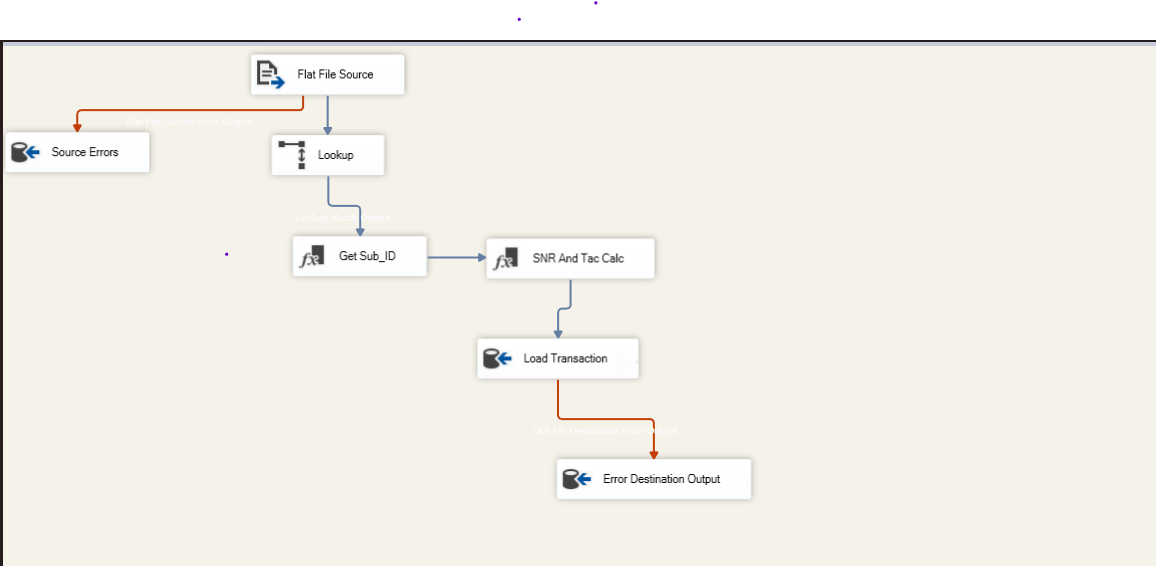 Flat File Source
Flat File Source Error Output
Source Errors
Lookup
Lookup Match Output
Get Sub_ID
SNR And Tac Calc
Load Transaction
OLE DB Destination Error Output
Error Destination Output